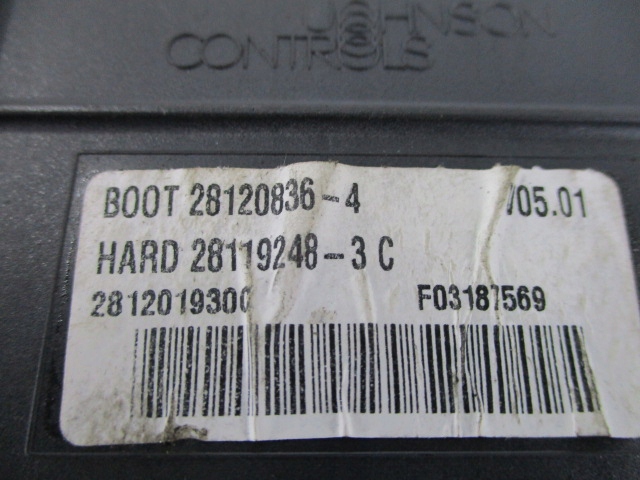 JOHNSON
CONTROLS
BOOT 28120836-4 V05.01
HARD 28119248-3 C
2812019300 F03187569